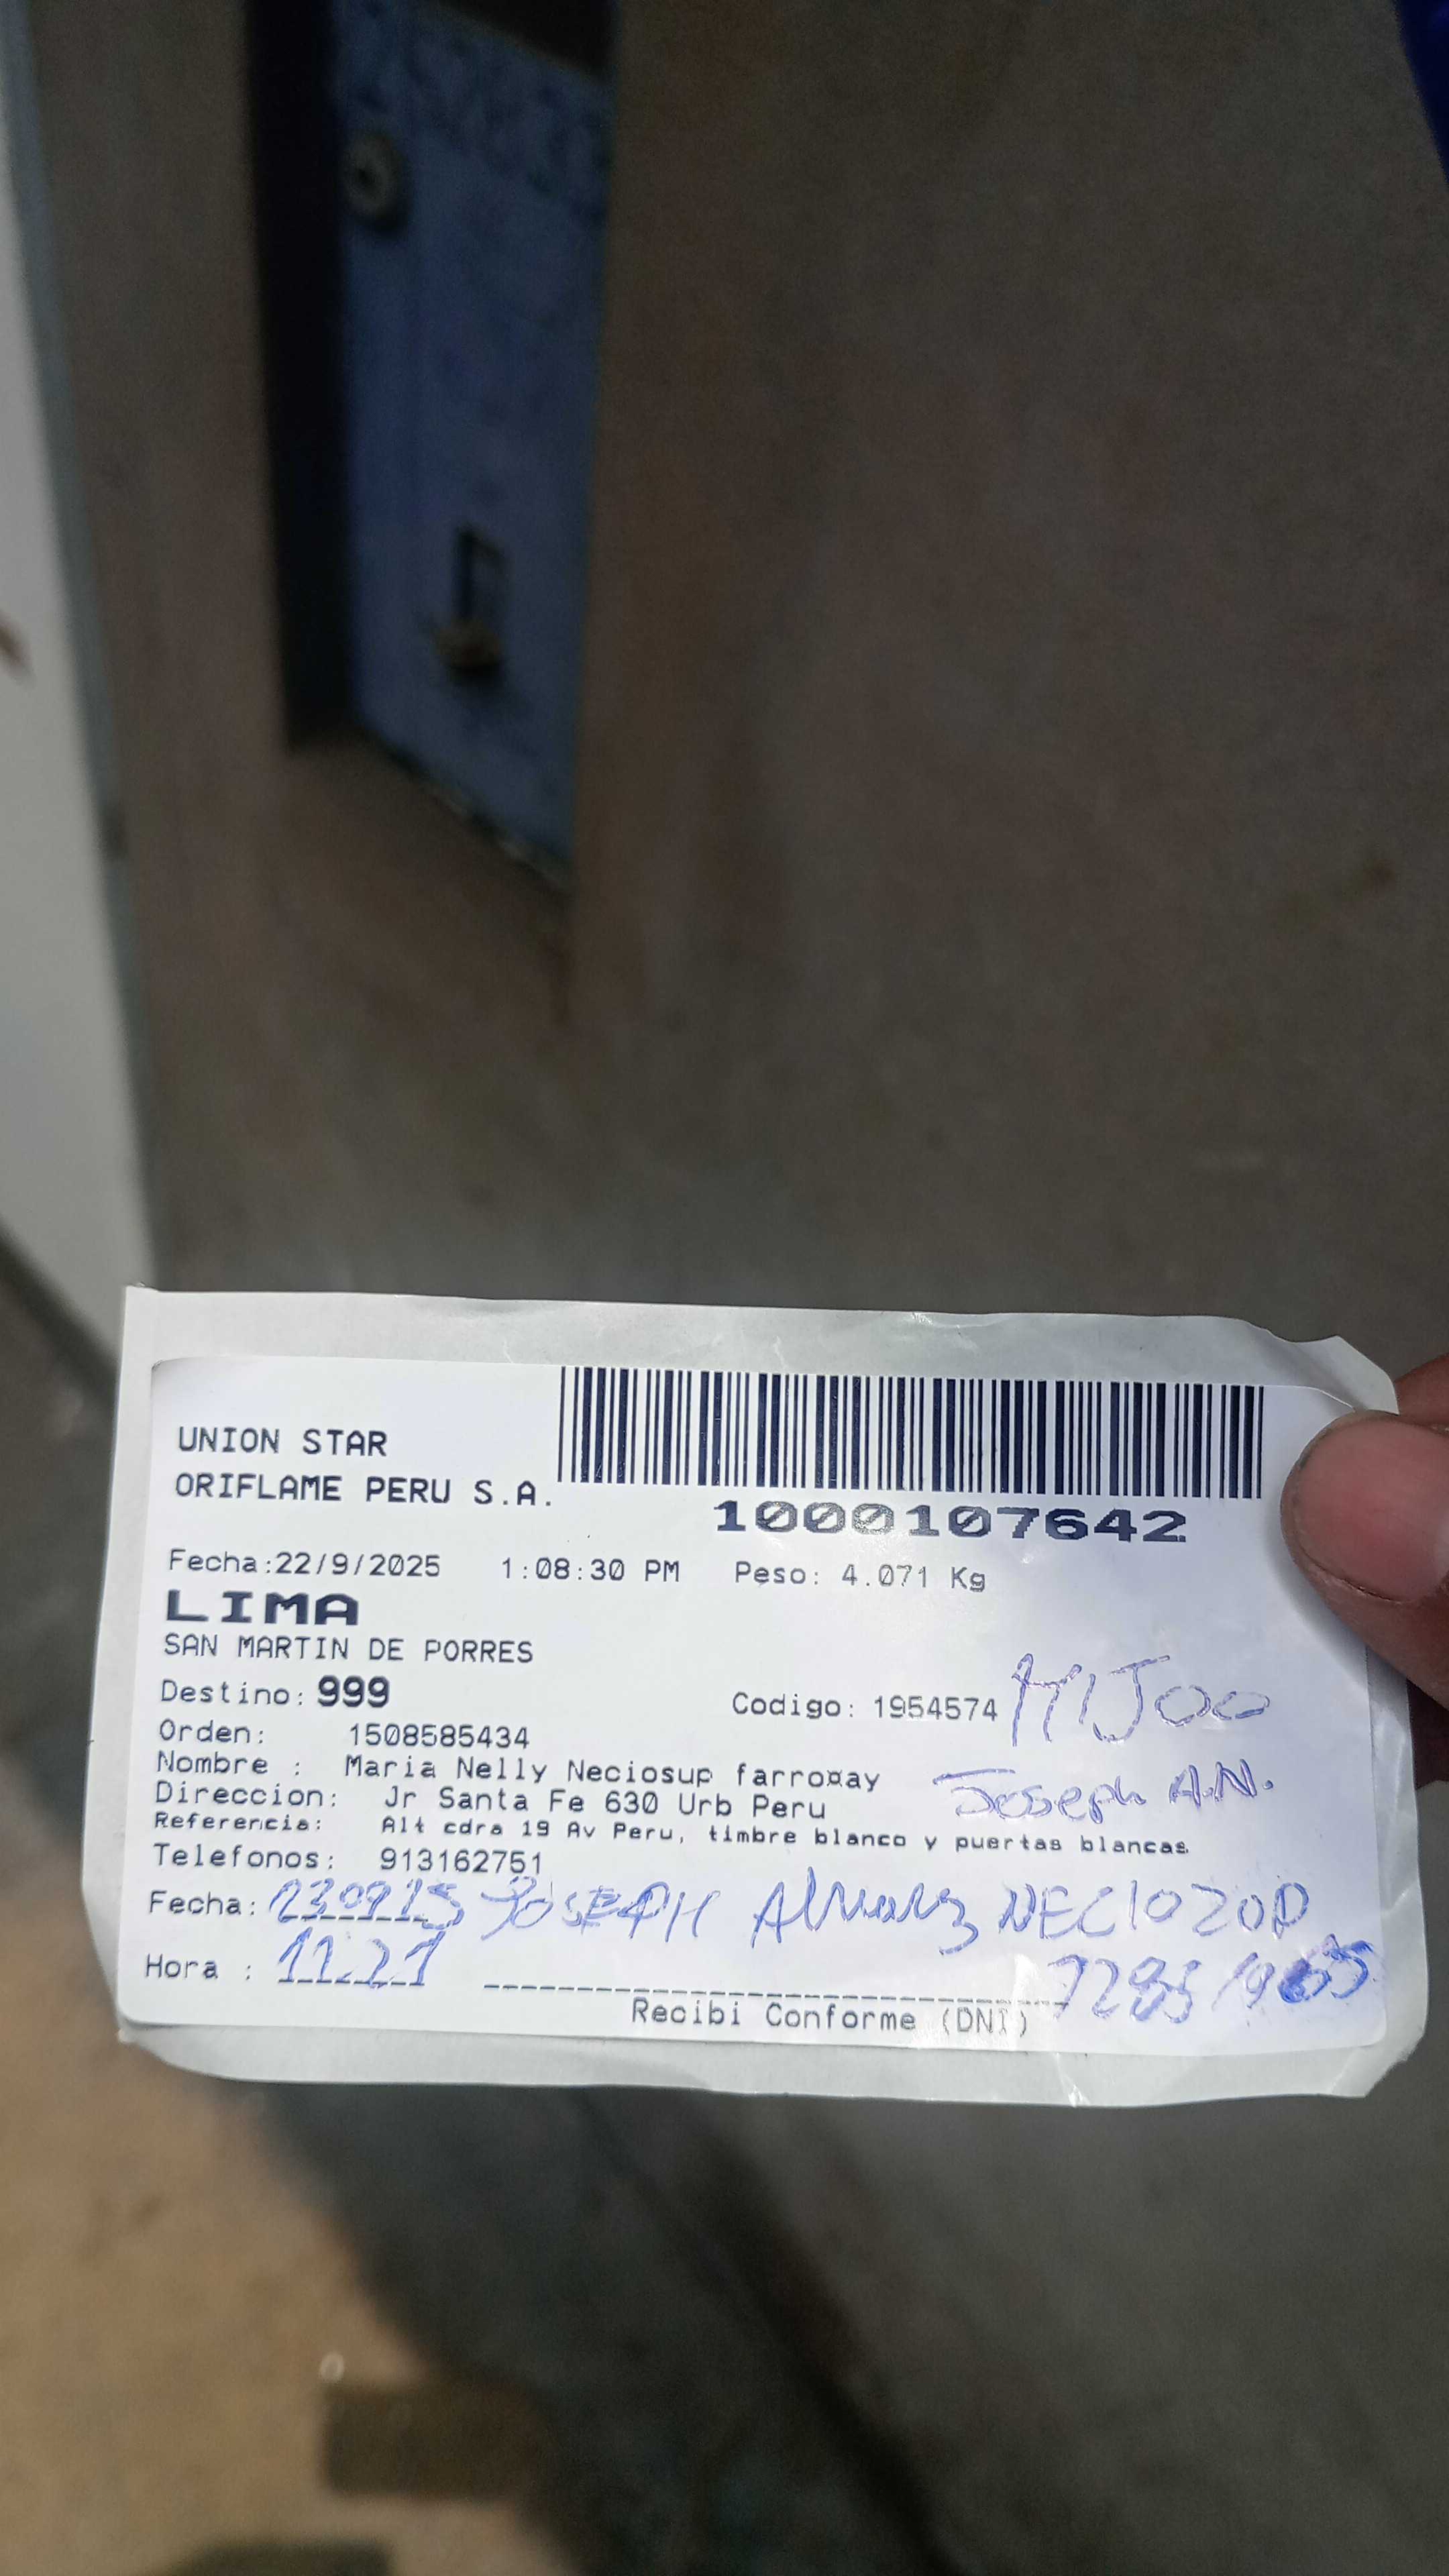 UNION STAR
ORIFLAME PERU S.A.
1000107642
Fecha:22/9/2025 1:08:30 PM Peso: 4.071 Kg
LIMA
SAN MARTIN DE PORRES
Destino: 999
Codigo: 1954574 HIJOO
Orden: 1508585434
Nombre : Maria Nelly Neciosup farroñay
Joseph A.N.
Direccion: Jr Santa Fe 630 Urb Peru
Referencia: Alt cdra 19 Av Peru, timbre blanco y puertas blancas
Telefonos: 913162751
Fecha: 230925 JOSEPH NECIOZOP
Hora : 11.21
Recibi Conforme (DNI)